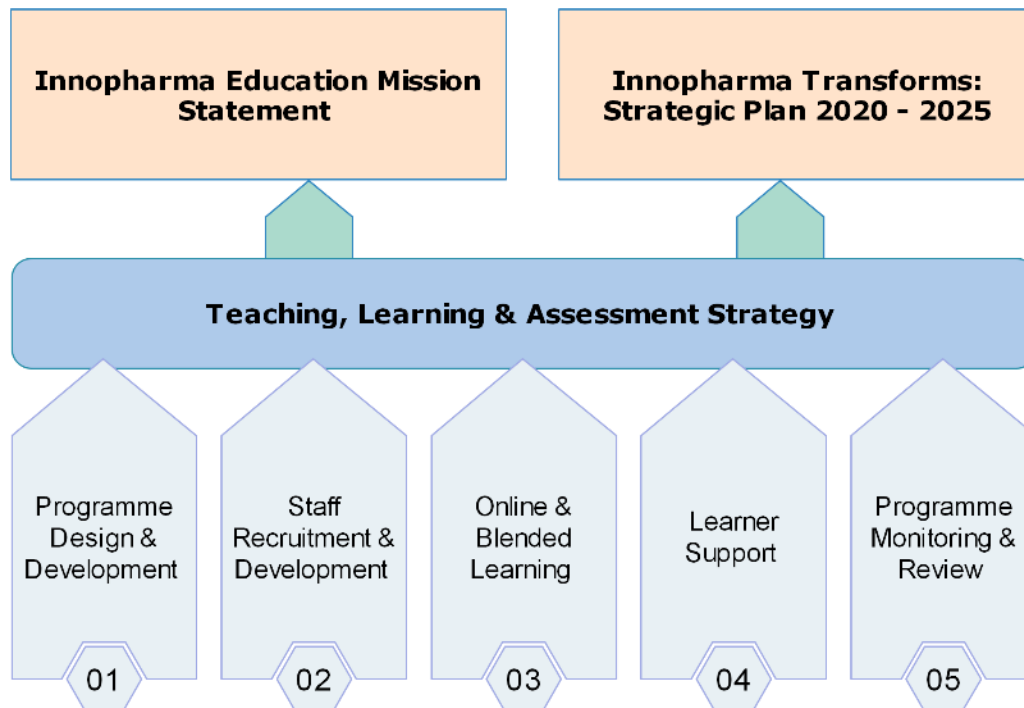 Innopharma Education Mission
Statement
Innopharma Transforms:
Strategic Plan 2020 - 2025
Teaching, Learning & Assessment Strategy
Programme
Design &
Development
01
Staff
Recruitment &
Development
02
Online &
Blended
Learning
03
Learner
Support
04
Programme
Monitoring &
Review
05